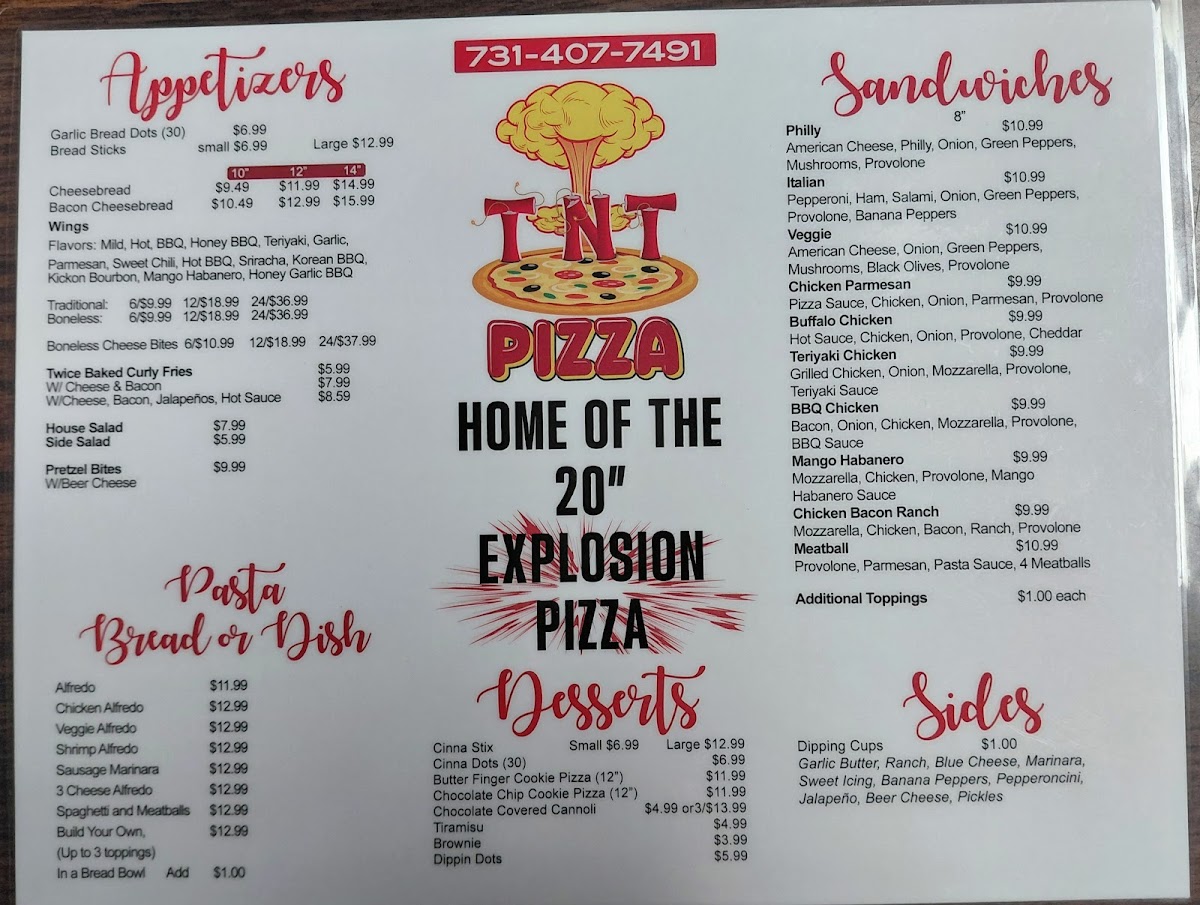 Appetizers
Garlic Bread Dots (30) $6.99
Bread Sticks small $6.99 Large $12.99
10" 12" 14"
Cheesebread $9.49 $11.99 $14.99
Bacon Cheesebread $10.49 $12.99 $15.99
Wings
Flavors: Mild, Hot, BBQ, Honey BBQ, Teriyaki, Garlic,
Parmesan, Sweet Chili, Hot BBQ, Sriracha, Korean BBQ,
Kickon Bourbon, Mango Habanero, Honey Garlic BBQ
Traditional: 6/$9.99 12/$18.99 24/$36.99
Boneless: 6/$9.99 12/$18.99 24/$36.99
Boneless Cheese Bites 6/$10.99 12/$18.99 24/$37.99
Twice Baked Curly Fries $5.99
W/ Cheese & Bacon $7.99
W/Cheese, Bacon, Jalapeños, Hot Sauce $8.59
House Salad $7.99
Side Salad $5.99
Pretzel Bites $9.99
W/Beer Cheese
Pasta
Bread or Dish
Alfredo $11.99
Chicken Alfredo $12.99
Veggie Alfredo $12.99
Shrimp Alfredo $12.99
Sausage Marinara $12.99
3 Cheese Alfredo $12.99
Spaghetti and Meatballs $12.99
Build Your Own, $12.99
(Up to 3 toppings)
In a Bread Bowl Add $1.00
731-407-7491
TNT
PIZZA
HOME OF THE
20"
EXPLOSION
PIZZA
Desserts
Cinna Stix Small $6.99 Large $12.99
Cinna Dots (30) $6.99
Butter Finger Cookie Pizza (12") $11.99
Chocolate Chip Cookie Pizza (12") $11.99
Chocolate Covered Cannoli $4.99 or3/$13.99
Tiramisu $4.99
Brownie $3.99
Dippin Dots $5.99
Sandwiches
8"
Philly $10.99
American Cheese, Philly, Onion, Green Peppers,
Mushrooms, Provolone
Italian $10.99
Pepperoni, Ham, Salami, Onion, Green Peppers,
Provolone, Banana Peppers
Veggie $10.99
American Cheese, Onion, Green Peppers,
Mushrooms, Black Olives, Provolone
Chicken Parmesan $9.99
Pizza Sauce, Chicken, Onion, Parmesan, Provolone
Buffalo Chicken $9.99
Hot Sauce, Chicken, Onion, Provolone, Cheddar
Teriyaki Chicken $9.99
Grilled Chicken, Onion, Mozzarella, Provolone,
Teriyaki Sauce
BBQ Chicken $9.99
Bacon, Onion, Chicken, Mozzarella, Provolone,
BBQ Sauce
Mango Habanero $9.99
Mozzarella, Chicken, Provolone, Mango
Habanero Sauce
Chicken Bacon Ranch $9.99
Mozzarella, Chicken, Bacon, Ranch, Provolone
Meatball $10.99
Provolone, Parmesan, Pasta Sauce, 4 Meatballs
Additional Toppings $1.00 each
Sides
Dipping Cups $1.00
Garlic Butter, Ranch, Blue Cheese, Marinara,
Sweet Icing, Banana Peppers, Pepperoncini,
Jalapeño, Beer Cheese, Pickles